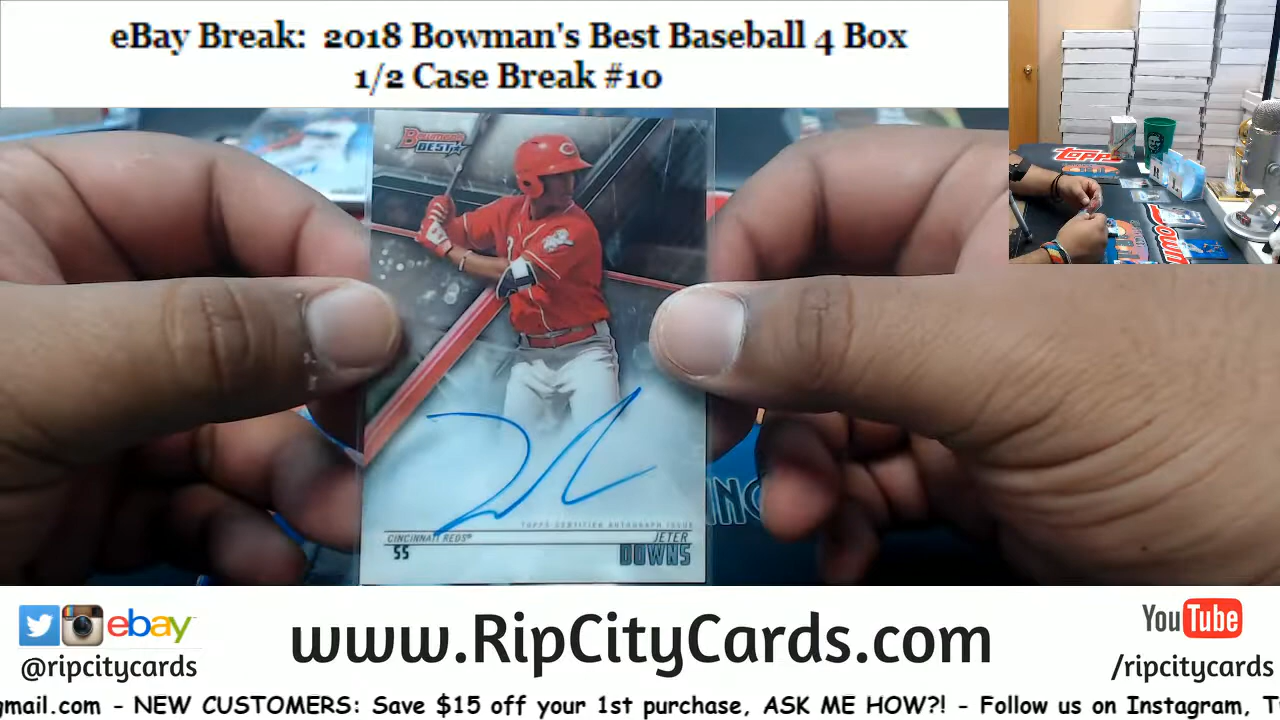 eBay Break: 2018 Bowman's Best Baseball 4 Box
1/2 Case Break #10
Bowman's
BEST
topps
TOPPS CERTIFIED AUTOGRAPH ISSUE
CINCINNATI REDS®
JETER
SS
DOWNS
ebay
@ripcitycards
www.RipCityCards.com
YouTube
/ripcitycards
gmail.com - NEW CUSTOMERS: Save $15 off your 1st purchase, ASK ME HOW?! - Follow us on Instagram, T